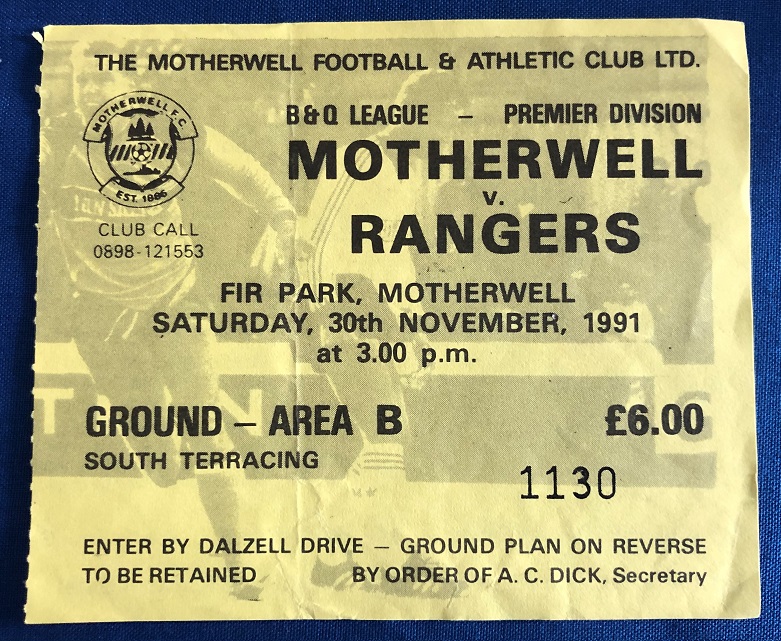 THE MOTHERWELL FOOTBALL & ATHLETIC CLUB LTD.
MOTHERWELL F.C.
EST. 1886
CLUB CALL
0898-121553
B&Q LEAGUE – PREMIER DIVISION
MOTHERWELL
v.
RANGERS
FIR PARK, MOTHERWELL
SATURDAY, 30th NOVEMBER, 1991
at 3.00 p.m.
GROUND – AREA B £6.00
SOUTH TERRACING
1130
ENTER BY DALZELL DRIVE – GROUND PLAN ON REVERSE
TO BE RETAINED BY ORDER OF A. C. DICK, Secretary